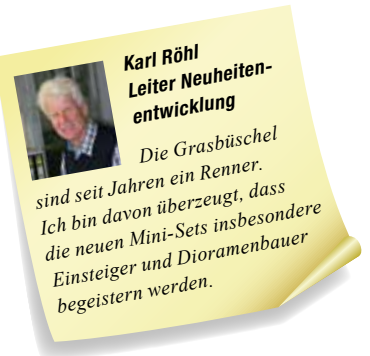 Karl Röhl
Leiter Neuheiten-
entwicklung
Die Grasbüschel
sind seit Jahren ein Renner.
Ich bin davon überzeugt, dass
die neuen Mini-Sets insbesondere
Einsteiger und Dioramenbauer
begeistern werden.